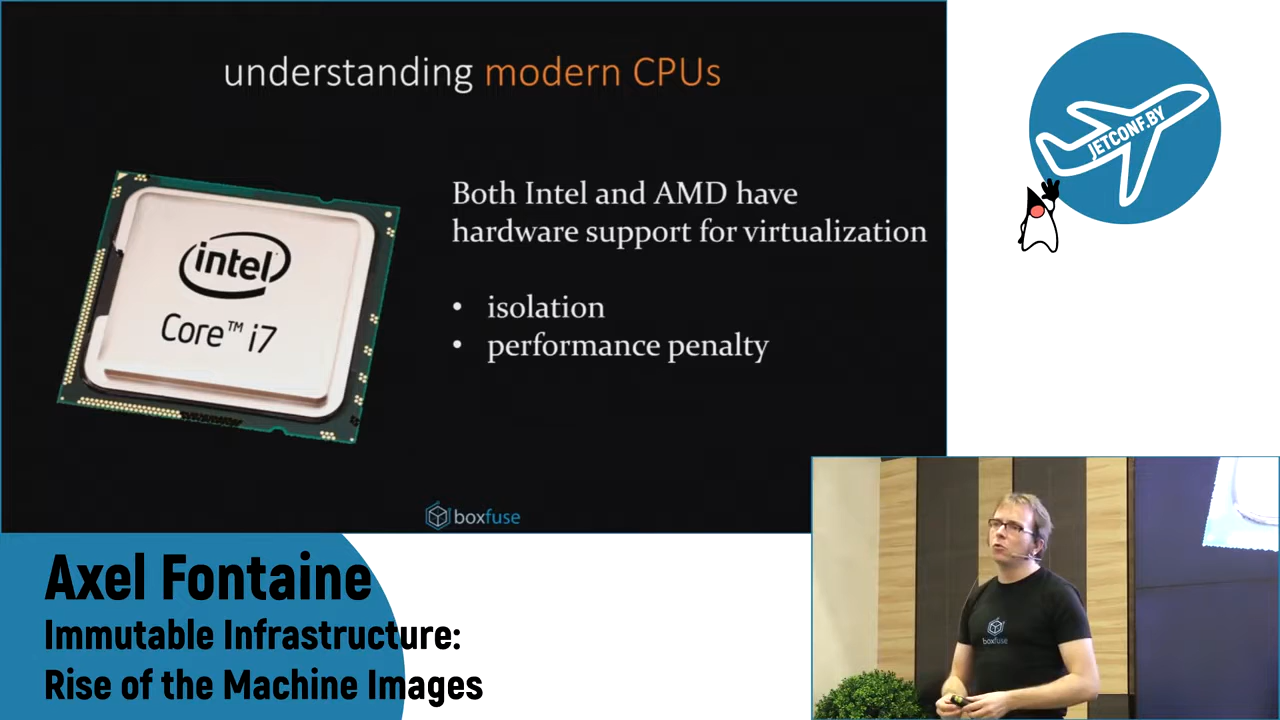 understanding modern CPUs
Both Intel and AMD have
hardware support for virtualization
• isolation
• performance penalty
intel
Core™ i7
boxfuse
JETCONF.BY
Axel Fontaine
Immutable Infrastructure:
Rise of the Machine Images
boxfuse